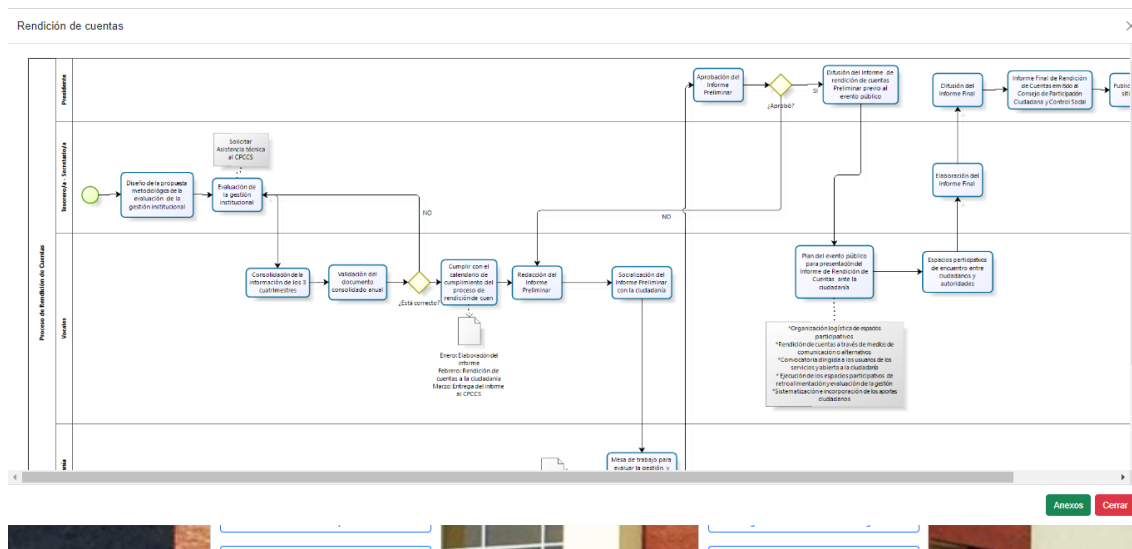 Rendición de cuentas
Proceso de Rendición de Cuentas
Presidente
Aprobación del
Informe
Preliminar
¿Aprobó?
SI
Difusión del Informe de
rendición de cuentas
Preliminar previo al
evento público
Difusión del
Informe Final
Informe Final de Rendición
de Cuentas emitido al
Consejo de Participación
Ciudadana y Control Social
Public
siti
Tesorero/a - Secretario/a
Solicitar
Asistencia técnica
al CPCCS
Diseño de la propuesta
metodológica de la
evaluación de la
gestión institucional
Evaluación de
la gestión
institucional
NO
NO
Elaboración del
Informe Final
Vocales
Consolidación de la
información de los 3
cuatrimestres
Validación del
documento
consolidado anual
¿Está correcto?
Cumplir con el
calendario de
cumplimiento del
proceso de
rendición de cuen
Redacción del
Informe
Preliminar
Socialización del
Informe Preliminar
con la ciudadanía
Plan del evento público
para presentación del
Informe de Rendición de
Cuentas ante la
ciudadanía
Espacios participativos
de encuentro entre
ciudadanos y
autoridades
Enero: Elaboración del
informe
Febrero: Rendición de
cuentas a la ciudadanía
Marzo: Entrega del informe
al CPCCS
*Organización logística de espacios
participativos
*Rendición de cuentas a través de medios de
comunicación o alternativos
*Convocatoria dirigida a los usuarios de los
servicios y abierta a la ciudadanía
* Ejecución de los espacios participativos de
retroalimentación y evaluación de la gestión
*Sistematización e incorporación de los aportes
ciudadanos
Mesa de trabajo para
evaluar la gestión y
Anexos
Cerrar